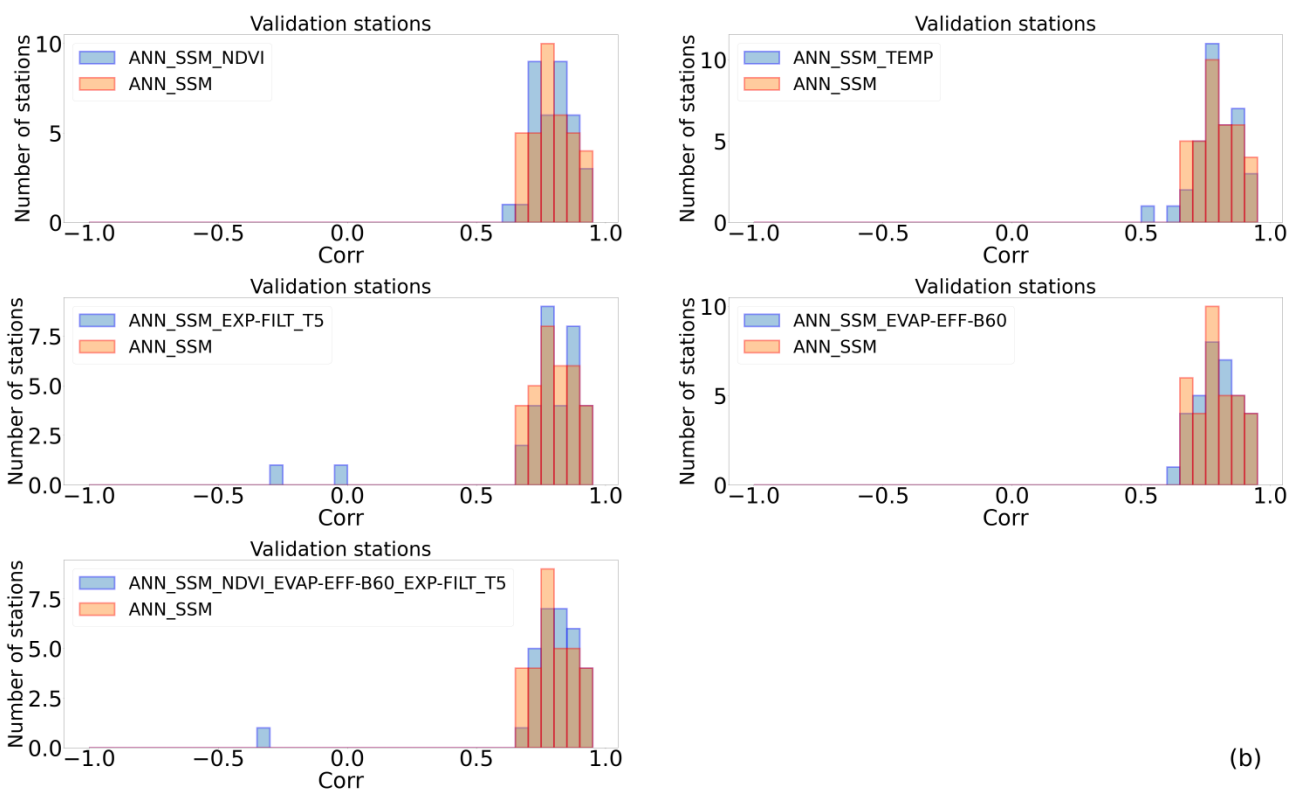 Validation stations
10
5
0
Number of stations
ANN_SSM_NDVI
ANN_SSM
−1.0 −0.5 0.0 0.5 1.0
Corr
Validation stations
10
5
0
Number of stations
ANN_SSM_TEMP
ANN_SSM
−1.0 −0.5 0.0 0.5 1.0
Corr
Validation stations
7.5
5.0
2.5
0.0
Number of stations
ANN_SSM_EXP-FILT_T5
ANN_SSM
−1.0 −0.5 0.0 0.5 1.0
Corr
Validation stations
10
5
0
Number of stations
ANN_SSM_EVAP-EFF-B60
ANN_SSM
−1.0 −0.5 0.0 0.5 1.0
Corr
Validation stations
7.5
5.0
2.5
0.0
Number of stations
ANN_SSM_NDVI_EVAP-EFF-B60_EXP-FILT_T5
ANN_SSM
−1.0 −0.5 0.0 0.5 1.0
Corr
(b)